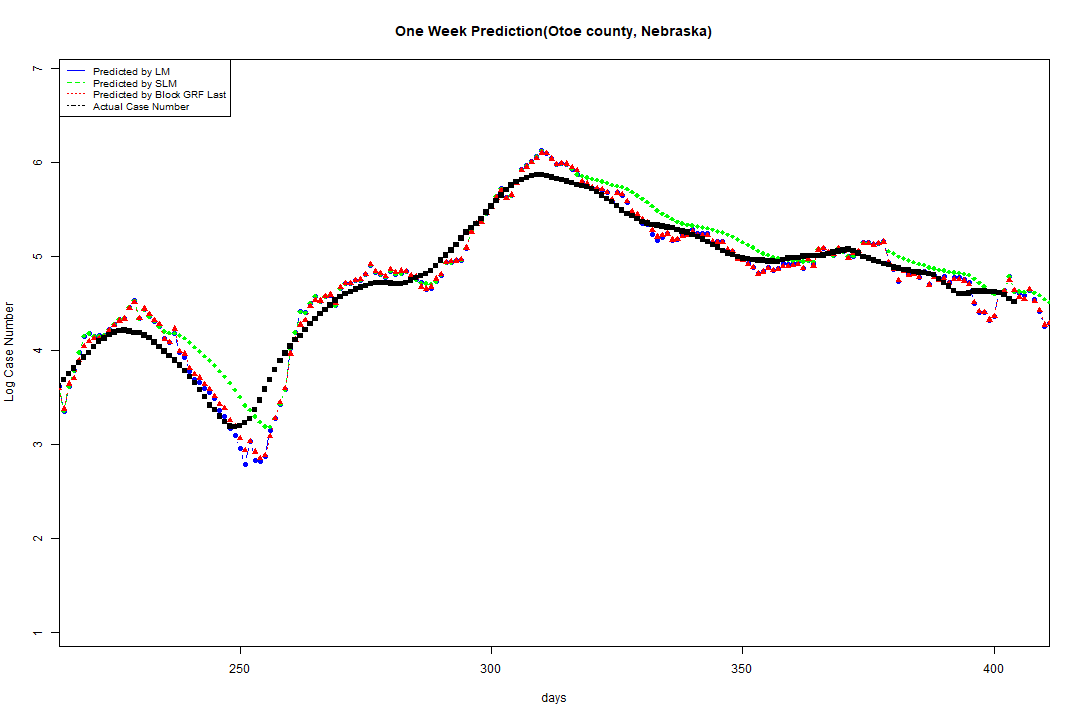 One Week Prediction(Otoe county, Nebraska)
Predicted by LM
Predicted by SLM
Predicted by Block GRF Last
Actual Case Number
7
6
5
4
3
2
1
Log Case Number
250 300 350 400
days